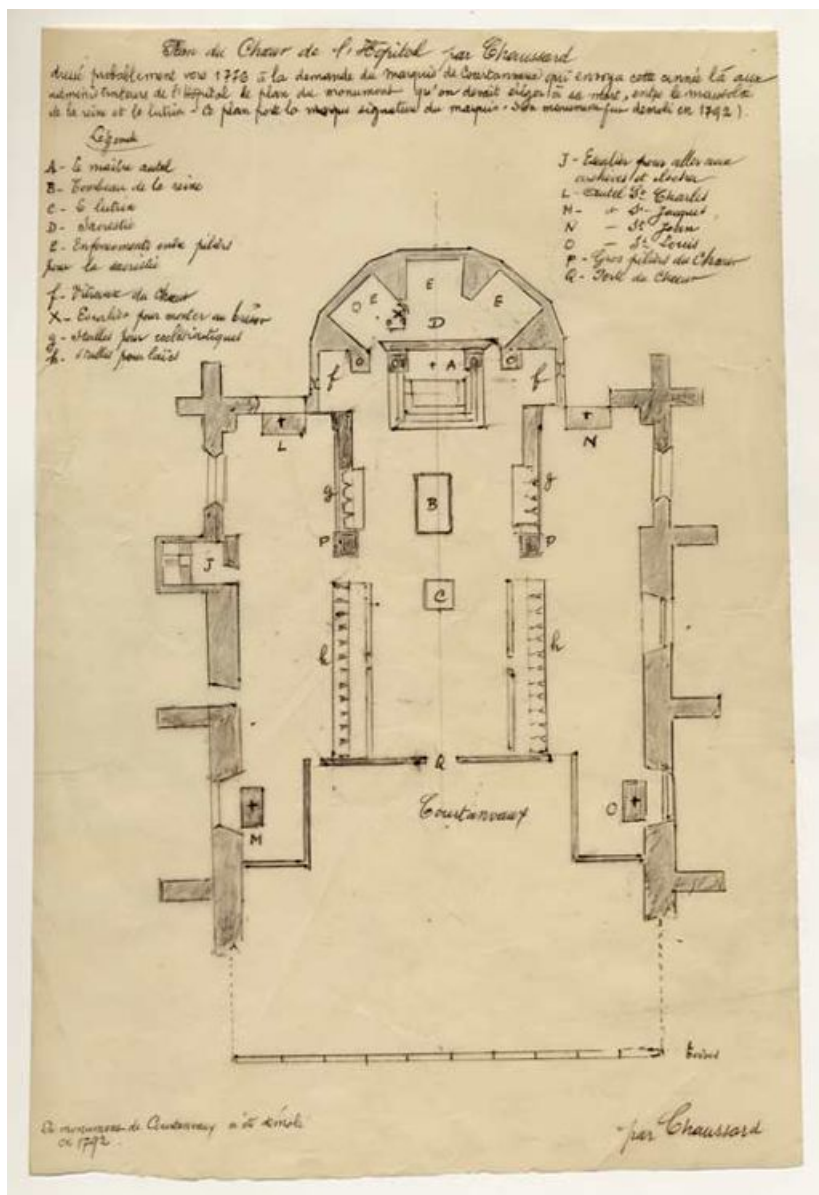 Plan du Chœur de l'Hôpital par Chaussard
dressé probablement vers 1776 à la demande du marquis de Courtanvaux qui envoya cette année là aux
administrateurs de l'Hôpital le plan du monument qu'on devait ériger à sa mort, entre le mausolée
de la reine et le lutrin - Ce plan porte la marque signature du marquis - Son monument fut démoli en 1792).
Légende
A - Le maître autel
B - Tombeau de la reine
C - Le lutrin
D - Sacristie
E - Enfoncements entre piliers
pour la sacristie
f - Vitraux du chœur
X - Escalier pour monter au trésor
g - Stalles pour ecclésiastiques
h - Stalles pour laïcs
J - Escalier pour aller aux
archives et clocher
L - Autel St Charles
M - " St Jacques
N - St Jean
O - St Louis
P - Gros piliers du Chœur
Q - Porte du Chœur
E
E
E
O
X
D
f
A
f
L
N
g
B
g
P
P
J
C
h
h
Q
Courtanvaux
M
O
toises
Ce monument de Courtanvaux a été démoli
en 1792.
par Chaussard